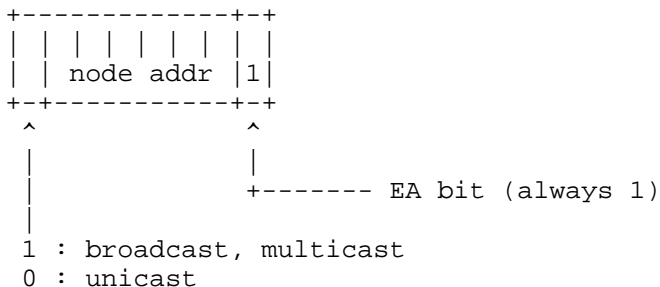 +-------------+-+
| | | | | | | | |
| | node addr |1|
+-+-----------+-+
^ ^
| |
| +------- EA bit (always 1)
|
1 : broadcast, multicast
0 : unicast